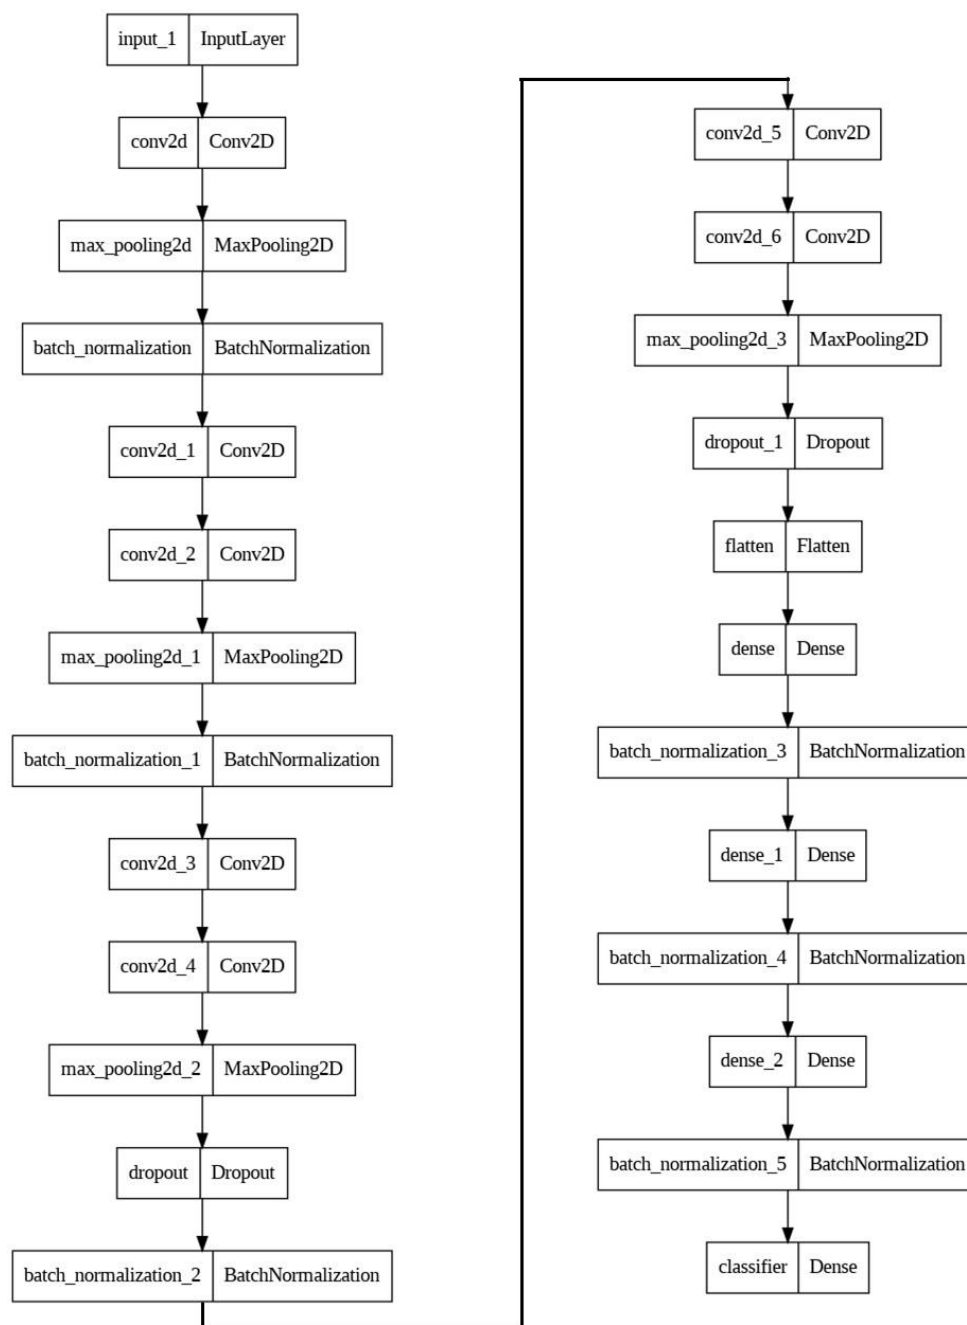 input_1 InputLayer
conv2d Conv2D
max_pooling2d MaxPooling2D
batch_normalization BatchNormalization
conv2d_1 Conv2D
conv2d_2 Conv2D
max_pooling2d_1 MaxPooling2D
batch_normalization_1 BatchNormalization
conv2d_3 Conv2D
conv2d_4 Conv2D
max_pooling2d_2 MaxPooling2D
dropout Dropout
batch_normalization_2 BatchNormalization
conv2d_5 Conv2D
conv2d_6 Conv2D
max_pooling2d_3 MaxPooling2D
dropout_1 Dropout
flatten Flatten
dense Dense
batch_normalization_3 BatchNormalization
dense_1 Dense
batch_normalization_4 BatchNormalization
dense_2 Dense
batch_normalization_5 BatchNormalization
classifier Dense